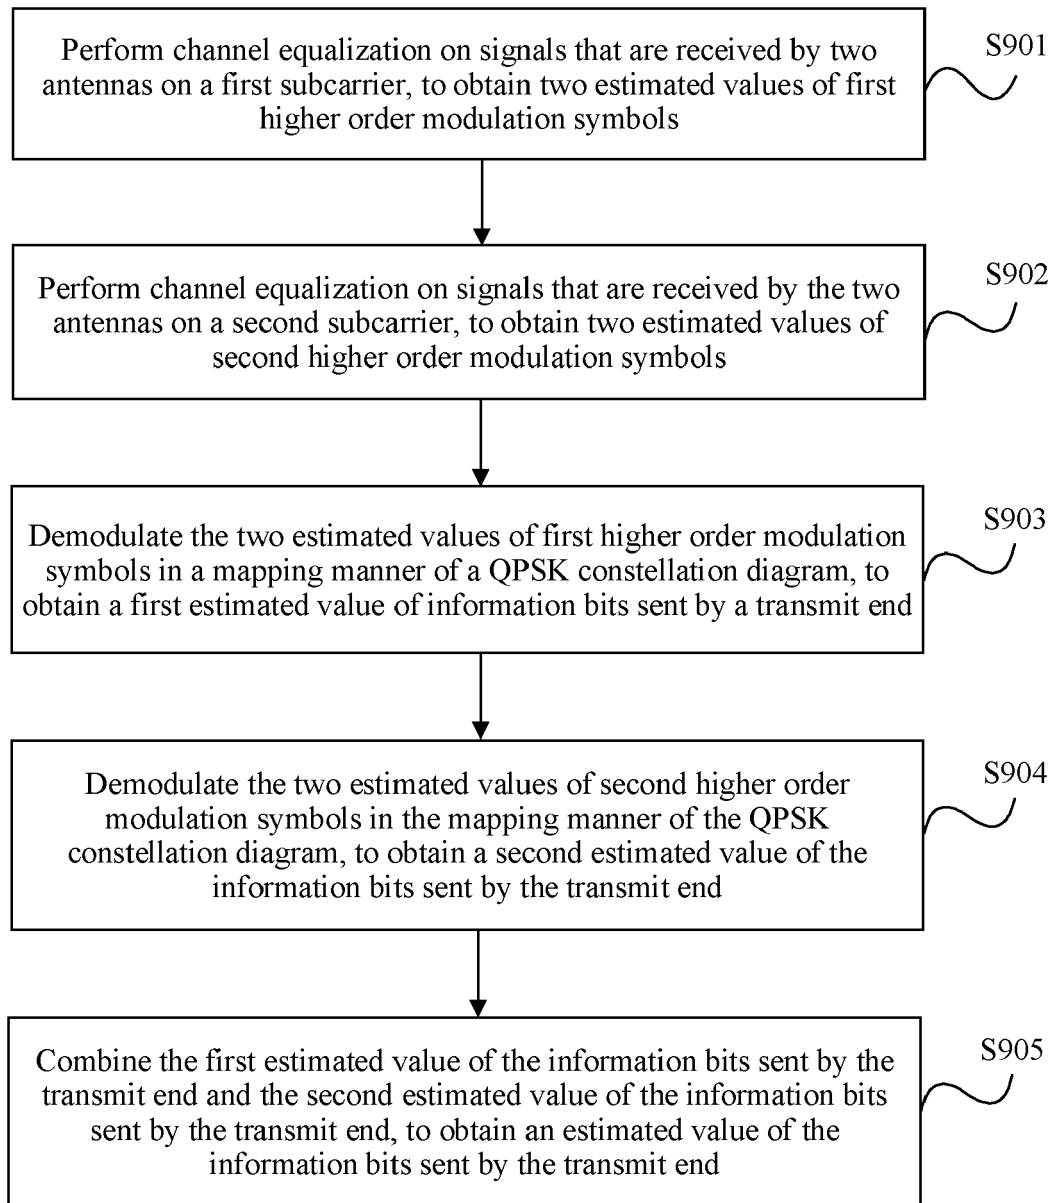 Perform channel equalization on signals that are received by two
antennas on a first subcarrier, to obtain two estimated values of first
higher order modulation symbols
S901
Perform channel equalization on signals that are received by the two
antennas on a second subcarrier, to obtain two estimated values of
second higher order modulation symbols
S902
Demodulate the two estimated values of first higher order modulation
symbols in a mapping manner of a QPSK constellation diagram, to
obtain a first estimated value of information bits sent by a transmit end
S903
Demodulate the two estimated values of second higher order
modulation symbols in the mapping manner of the QPSK
constellation diagram, to obtain a second estimated value of the
information bits sent by the transmit end
S904
Combine the first estimated value of the information bits sent by the
transmit end and the second estimated value of the information bits
sent by the transmit end, to obtain an estimated value of the
information bits sent by the transmit end
S905